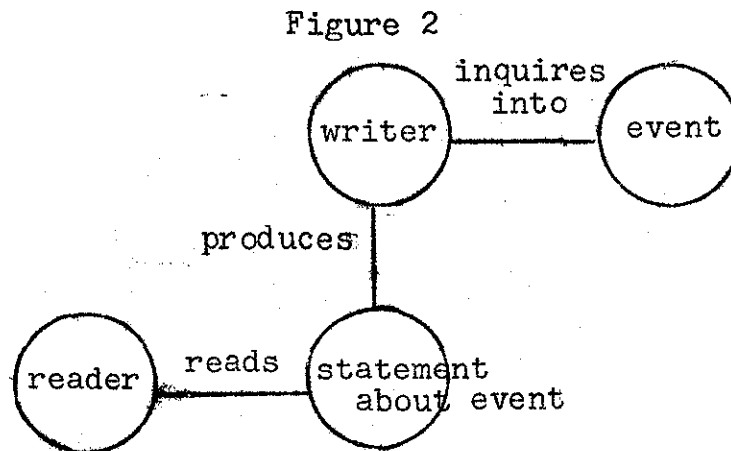 Figure 2
inquires
into
writer
event
produces
reader
reads
statement
about event